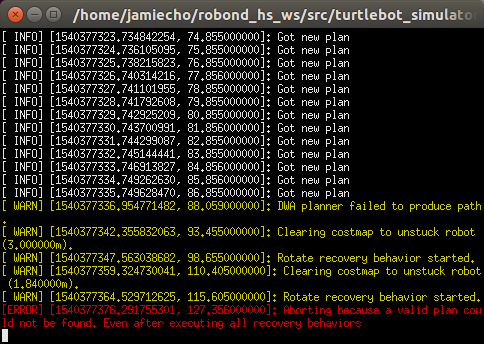 /home/jamiecho/robond_hs_ws/src/turtlebot_simulator
[ INFO] [1540377323.734842254, 74.855000000]: Got new plan
[ INFO] [1540377324.736105095, 75.855000000]: Got new plan
[ INFO] [1540377325.738215823, 76.856000000]: Got new plan
[ INFO] [1540377326.740314216, 77.856000000]: Got new plan
[ INFO] [1540377327.741101955, 78.855000000]: Got new plan
[ INFO] [1540377328.741792608, 79.855000000]: Got new plan
[ INFO] [1540377329.742925209, 80.855000000]: Got new plan
[ INFO] [1540377330.743700991, 81.856000000]: Got new plan
[ INFO] [1540377331.744299087, 82.855000000]: Got new plan
[ INFO] [1540377332.745144441, 83.855000000]: Got new plan
[ INFO] [1540377333.746913827, 84.856000000]: Got new plan
[ INFO] [1540377334.749262630, 85.856000000]: Got new plan
[ INFO] [1540377335.749628470, 86.855000000]: Got new plan
[ WARN] [1540377336.954771482, 88.059000000]: DWA planner failed to produce path
.
[ WARN] [1540377342.355832063, 93.455000000]: Clearing costmap to unstuck robot
(3.000000m).
[ WARN] [1540377347.563038682, 98.655000000]: Rotate recovery behavior started.
[ WARN] [1540377359.324730041, 110.405000000]: Clearing costmap to unstuck robot
(1.840000m).
[ WARN] [1540377364.529712625, 115.605000000]: Rotate recovery behavior started.
[ERROR] [1540377376.291755301, 127.356000000]: Aborting because a valid plan cou
ld not be found. Even after executing all recovery behaviors